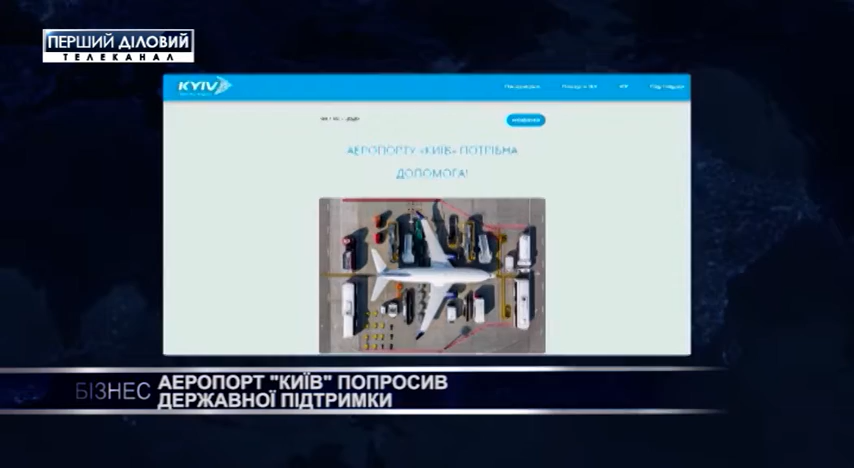 ПЕРШИЙ ДІЛОВИЙ
ТЕЛЕКАНАЛ
KYIV
АЕРОПОРТУ «КИЇВ» ПОТРІБНА
ДОПОМОГА!
БІЗНЕС
АЕРОПОРТ "КИЇВ" ПОПРОСИВ
ДЕРЖАВНОЇ ПІДТРИМКИ